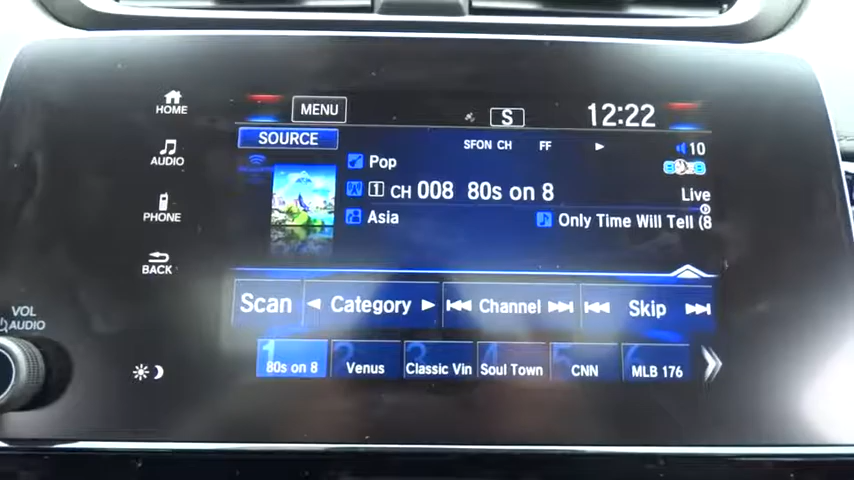 HOME
MENU
S
12:22
SOURCE
SFON CH FF
10
AUDIO
Pop
1 CH 008 80s on 8
Live
PHONE
Asia
Only Time Will Tell (8
BACK
Scan
Category
Channel
Skip
VOL
AUDIO
1 80s on 8
2 Venus
3 Classic Vin
4 Soul Town
5 CNN
6 MLB 176